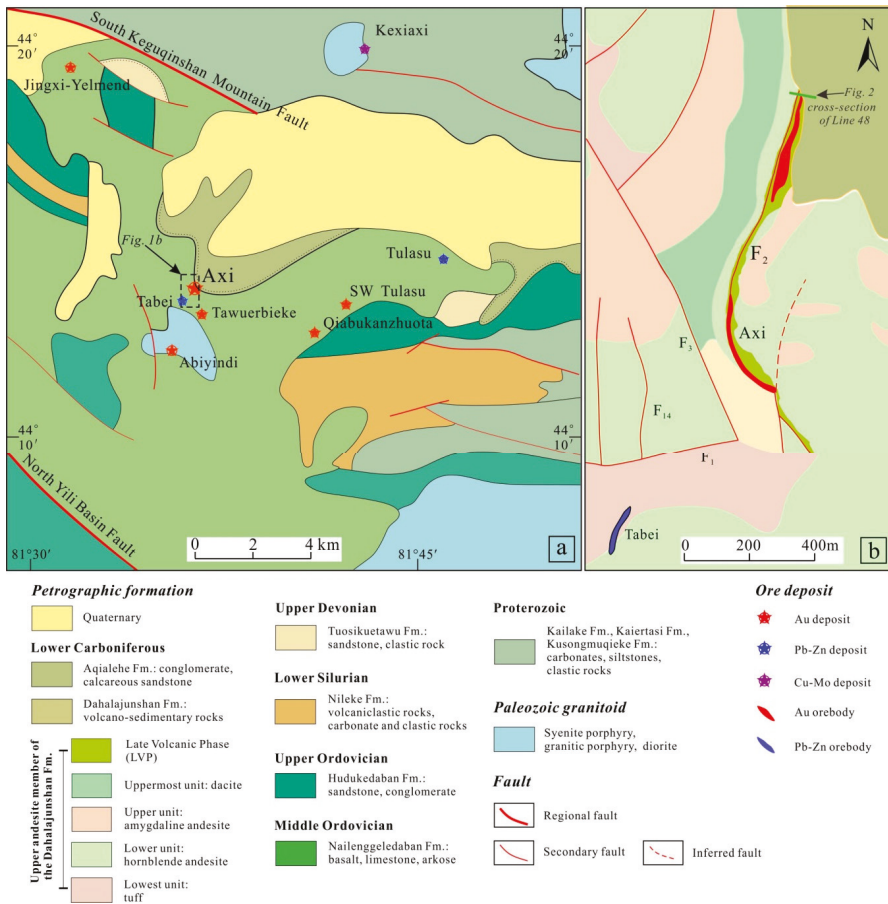 South Keguqinshan Mountain Fault
Kexiaxi
44°
20′
Jingxi-Yelmend
Fig. 1b
Axi
Tulasu
Tabei
SW Tulasu
Tawuerbieke
Qiabukanzhuota
Abiyindi
44°
10′
North Yili Basin Fault
81°30′
0 2 4 km
81°45′
a
44°
20′
N
Fig. 2
cross-section
of Line 48
F2
Axi
F3
F14
44°
10′
F1
Tabei
0 200 400m
b
Petrographic formation
Quaternary
Lower Carboniferous
Aqialehe Fm.: conglomerate,
calcareous sandstone
Dahalajunshan Fm.:
volcano-sedimentary rocks
Upper andesite member of
the Dahalajunshan Fm.
Late Volcanic Phase
(LVP)
Uppermost unit: dacite
Upper unit:
amygdaline andesite
Lower unit:
hornblende andesite
Lowest unit:
tuff
Upper Devonian
Tuosikuetawu Fm.:
sandstone, clastic rock
Lower Silurian
Nileke Fm.:
volcaniclastic rocks,
carbonate and clastic rocks
Upper Ordovician
Hudukedaban Fm.:
sandstone, conglomerate
Middle Ordovician
Nailenggeledaban Fm.:
basalt, limestone, arkose
Proterozoic
Kailake Fm., Kaiertasi Fm.,
Kusongmuqieke Fm.:
carbonates, siltstones,
clastic rocks
Paleozoic granitoid
Syenite porphyry,
granitic porphyry, diorite
Fault
Regional fault
Secondary fault
Inferred fault
Ore deposit
Au deposit
Pb-Zn deposit
Cu-Mo deposit
Au orebody
Pb-Zn orebody